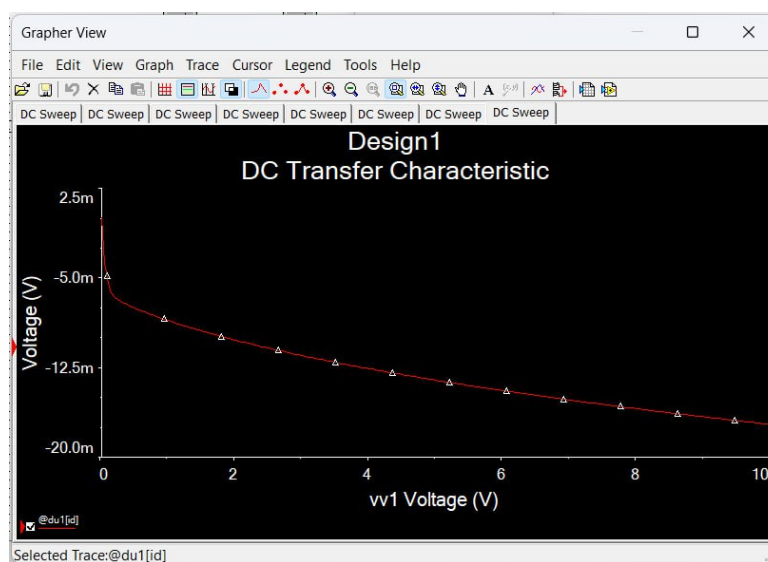 Grapher View
File Edit View Graph Trace Cursor Legend Tools Help
A
DC Sweep DC Sweep DC Sweep DC Sweep DC Sweep DC Sweep DC Sweep DC Sweep
Design1
DC Transfer Characteristic
2.5m
-5.0m
-12.5m
-20.0m
Voltage (V)
0 2 4 6 8 10
vv1 Voltage (V)
@du1[id]
Selected Trace:@du1[id]